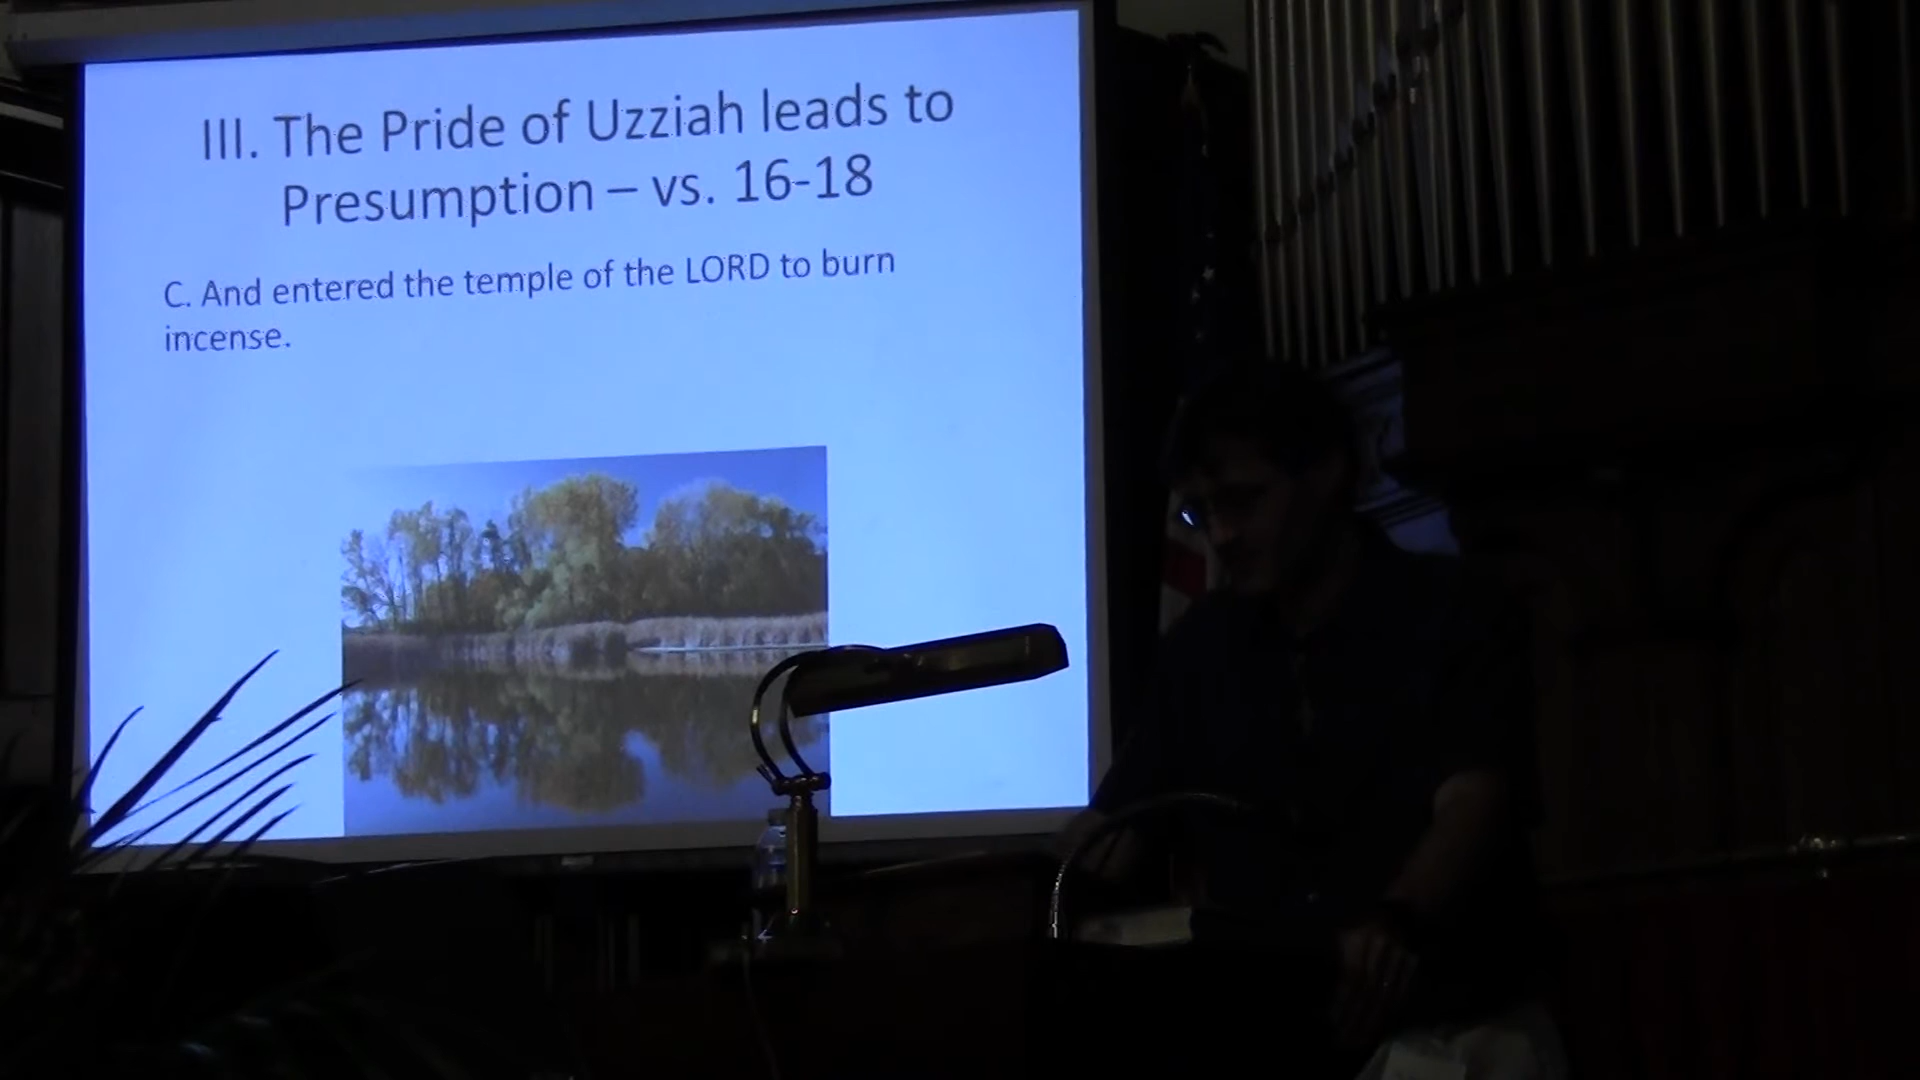 III. The Pride of Uzziah leads to
Presumption – vs. 16-18
C. And entered the temple of the LORD to burn
incense.